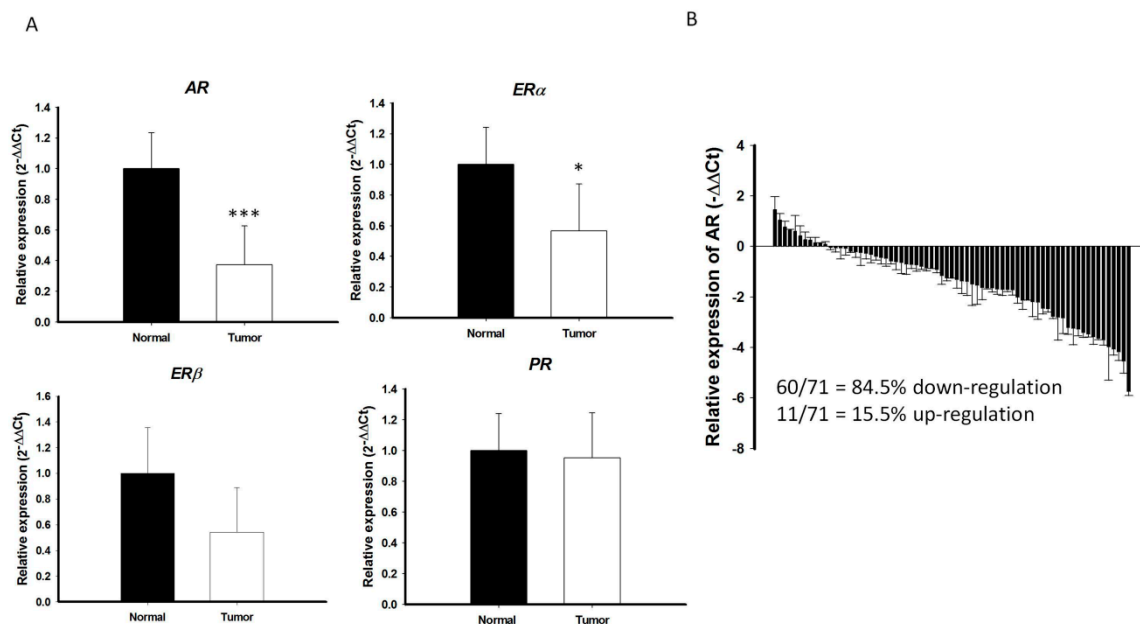 A
AR
Relative expression (2^-ΔΔCt)
1.4
1.2
1.0
0.8
0.6
0.4
0.2
0.0
***
Normal Tumor
ERα
Relative expression (2^-ΔΔCt)
1.4
1.2
1.0
0.8
0.6
0.4
0.2
0.0
*
Normal Tumor
ERβ
Relative expression (2^-ΔΔCt)
1.6
1.4
1.2
1.0
0.8
0.6
0.4
0.2
0.0
Normal Tumor
PR
Relative expression (2^-ΔΔCt)
1.4
1.2
1.0
0.8
0.6
0.4
0.2
0.0
Normal Tumor
B
Relative expression of AR (-ΔΔCt)
4
2
0
-2
-4
-6
-8
60/71 = 84.5% down-regulation
11/71 = 15.5% up-regulation